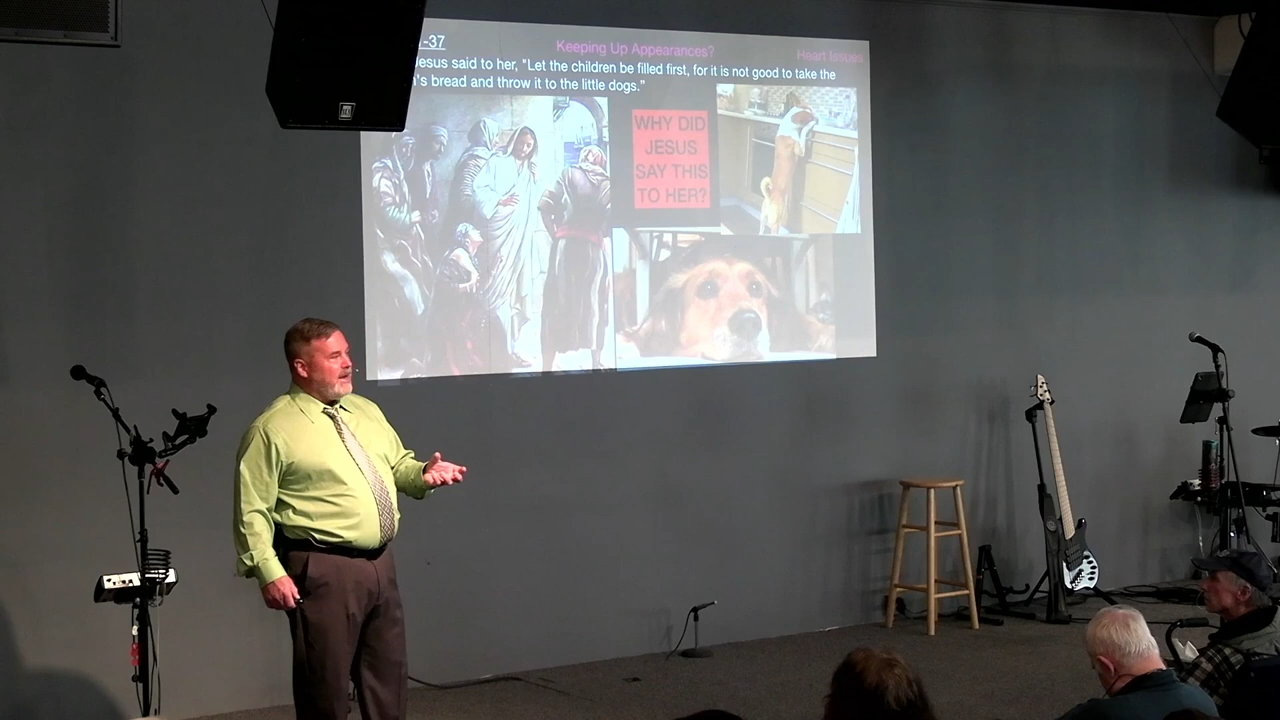 -37
Keeping Up Appearances?
Heart Issues
esus said to her, "Let the children be filled first, for it is not good to take the
's bread and throw it to the little dogs."
WHY DID
JESUS
SAY THIS
TO HER?